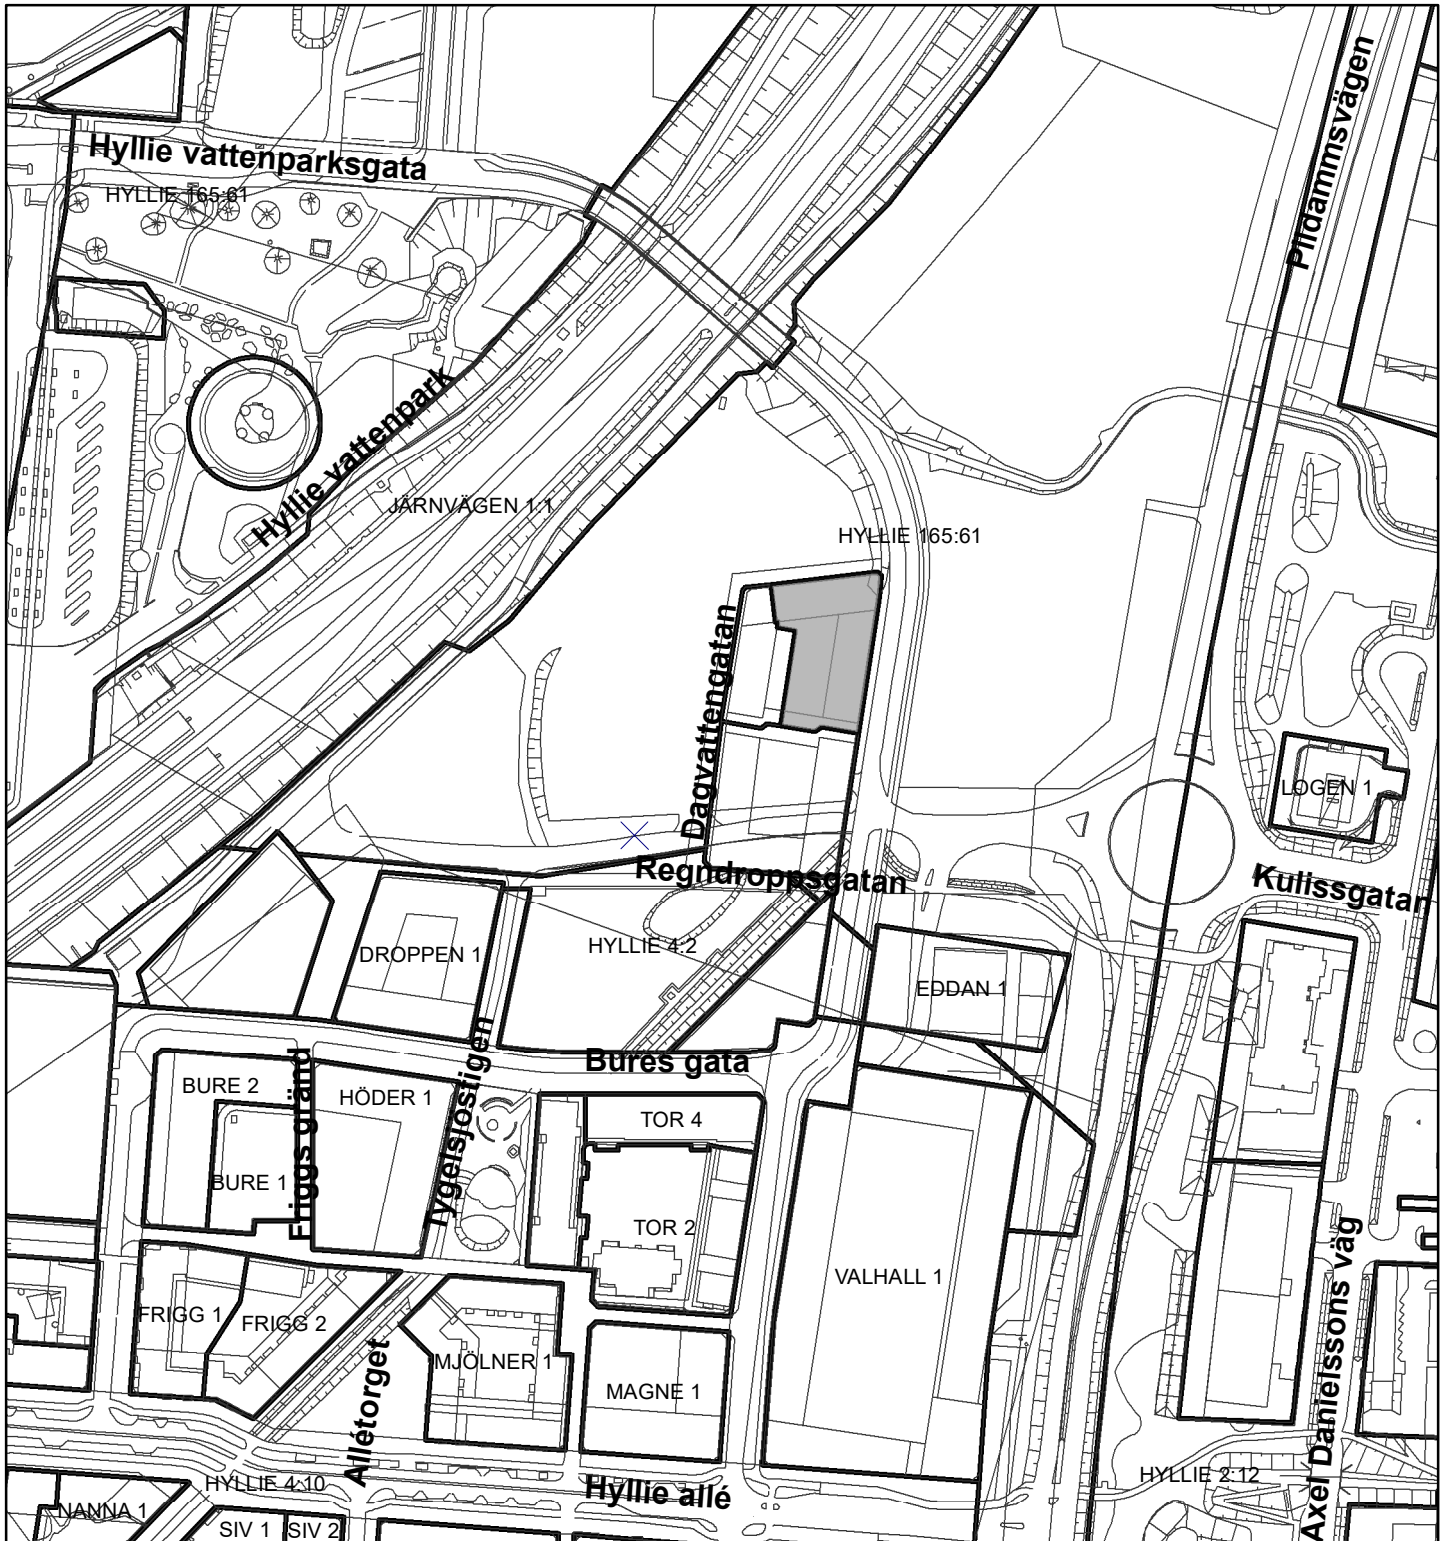 Pildammsvägen
Hyllie vattenparksgata
HYLLIE 165:61
Hyllie vattenpark
JÄRNVÄGEN 1:1
HYLLIE 165:61
Dagvattengatan
LOGEN 1
Regndroppsgatan
Kulissgatan
DROPPEN 1
HYLLIE 4:2
EDDAN 1
Bures gata
BURE 2
Friggs gränd
HÖDER 1
Tygelsjöstigen
TOR 4
BURE 1
TOR 2
VALHALL 1
Axel Danielssons väg
FRIGG 1
FRIGG 2
Allétorget
MJÖLNER 1
MAGNE 1
HYLLIE 4:10
Hyllie allé
HYLLIE 2:12
NANNA 1
SIV 1
SIV 2